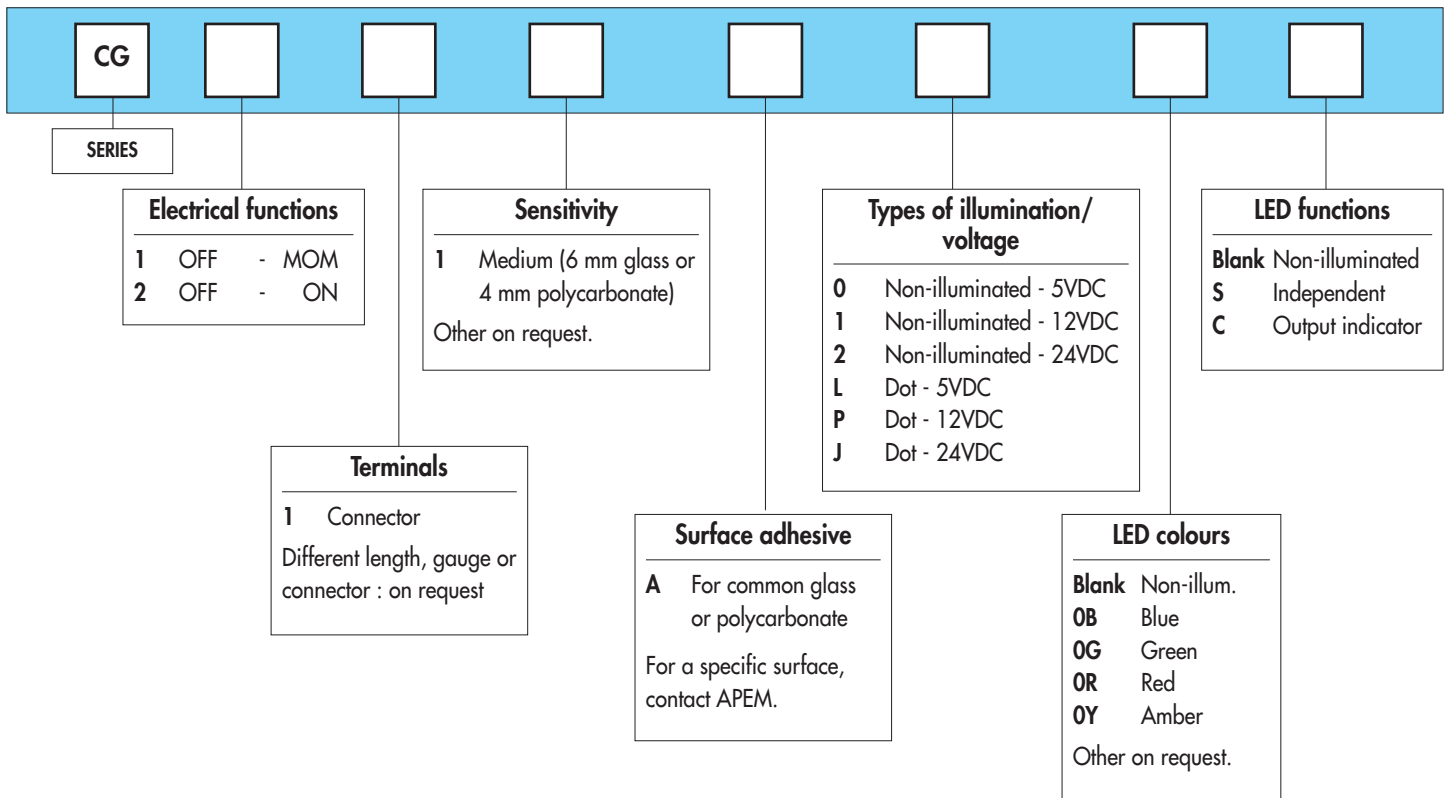 CG
SERIES
Electrical functions
1 OFF - MOM
2 OFF - ON
Terminals
1 Connector
Different length, gauge or
connector : on request
Sensitivity
1 Medium (6 mm glass or
4 mm polycarbonate)
Other on request.
Surface adhesive
A For common glass
or polycarbonate
For a specific surface,
contact APEM.
Types of illumination/
voltage
0 Non-illuminated - 5VDC
1 Non-illuminated - 12VDC
2 Non-illuminated - 24VDC
L Dot - 5VDC
P Dot - 12VDC
J Dot - 24VDC
LED colours
Blank Non-illum.
0B Blue
0G Green
0R Red
0Y Amber
Other on request.
LED functions
Blank Non-illuminated
S Independent
C Output indicator